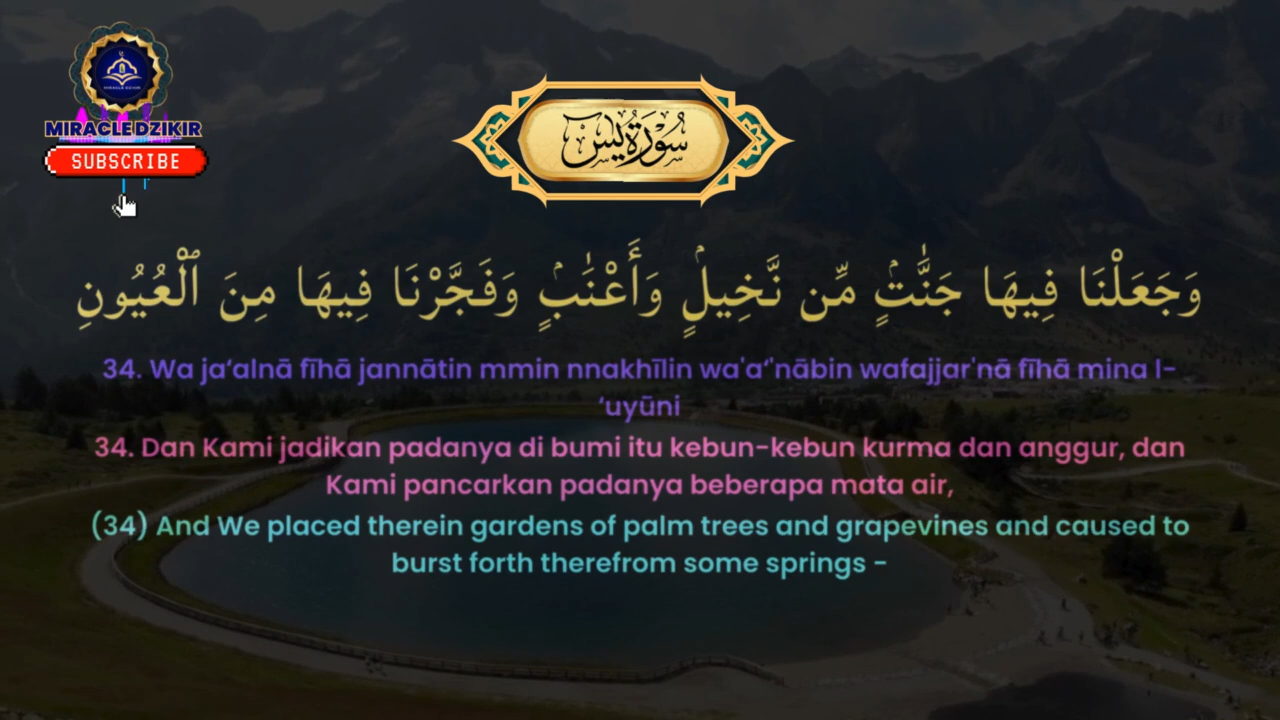 MIRACLE DZIKIR
SUBSCRIBE
سُورَةُ يس
وَجَعَلْنَا فِيهَا جَنَّـٰتٍۢ مِّن نَّخِيلٍۢ وَأَعْنَـٰبٍۢ وَفَجَّرْنَا فِيهَا مِنَ ٱلْعُيُونِ
34. Wa ja‘alnā fīhā jannātin mmin nnakhīlin wa'a‘'nābin wafajjar'nā fīhā mina l-
‘uyūni
34. Dan Kami jadikan padanya di bumi itu kebun-kebun kurma dan anggur, dan
Kami pancarkan padanya beberapa mata air,
(34) And We placed therein gardens of palm trees and grapevines and caused to
burst forth therefrom some springs -